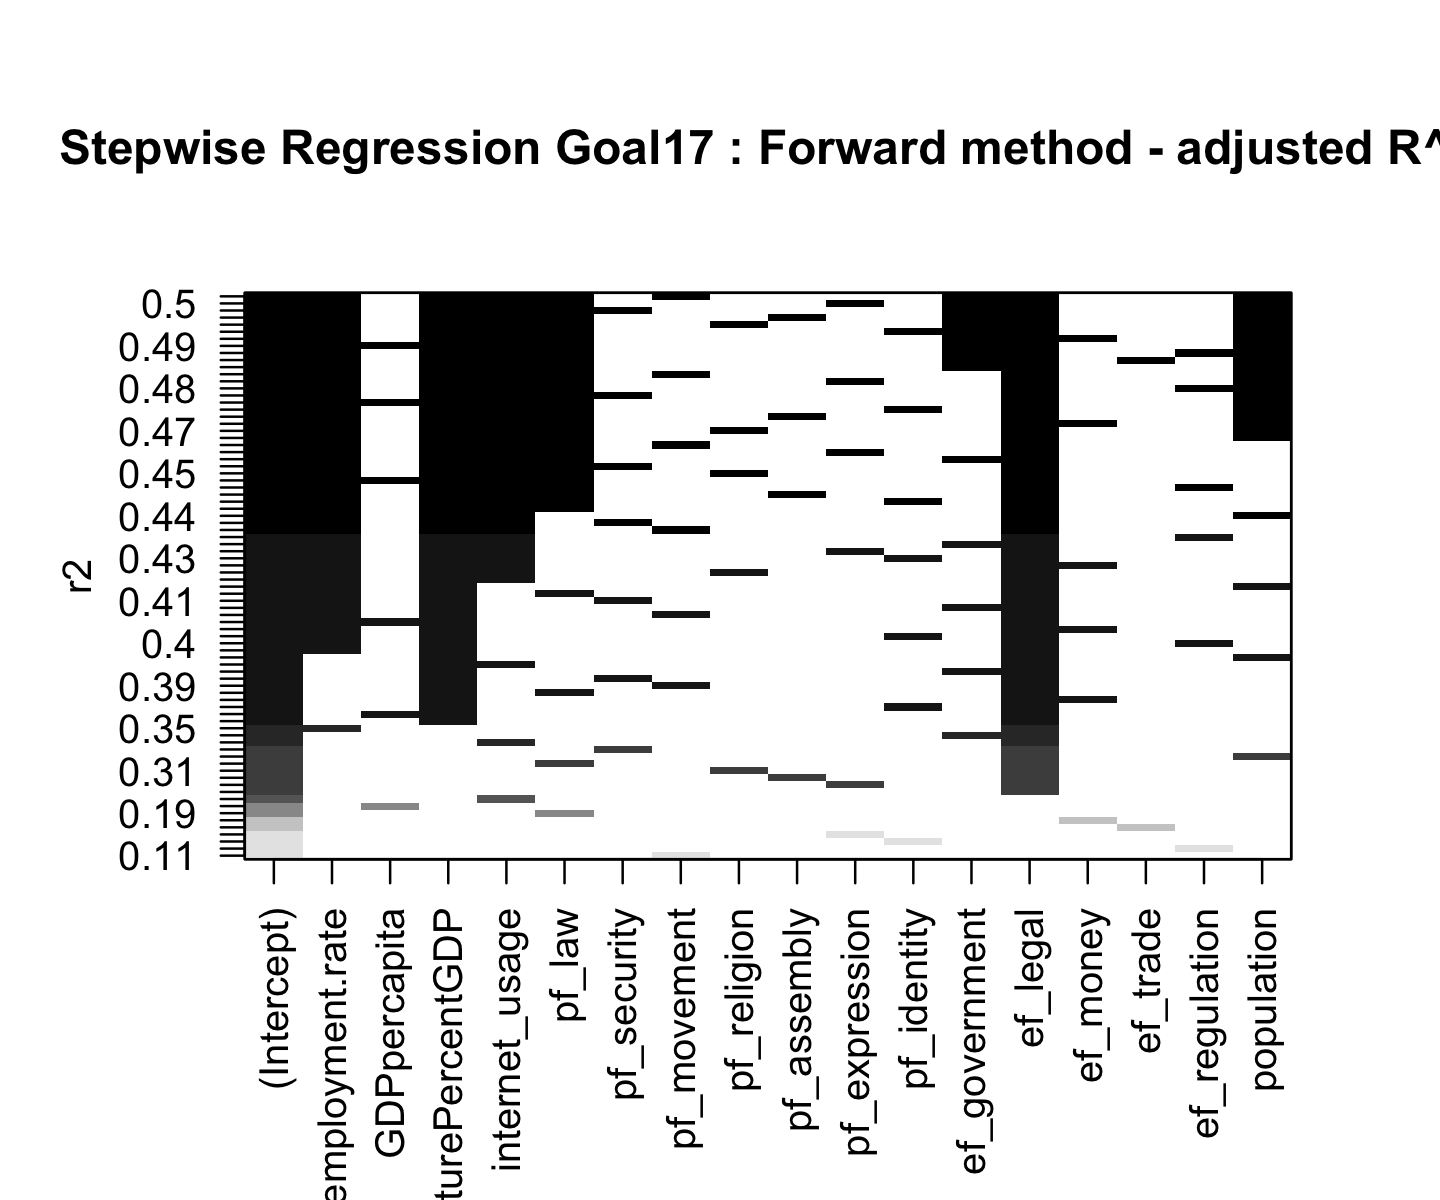 Stepwise Regression Goal17 : Forward method - adjusted R^
0.5
0.49
0.48
0.47
0.45
0.44
0.43
0.41
0.4
0.39
0.35
0.31
0.19
0.11
r2
(Intercept)
employment.rate
GDPpercapita
turePercentGDP
internet_usage
pf_law
pf_security
pf_movement
pf_religion
pf_assembly
pf_expression
pf_identity
ef_government
ef_legal
ef_money
ef_trade
ef_regulation
population